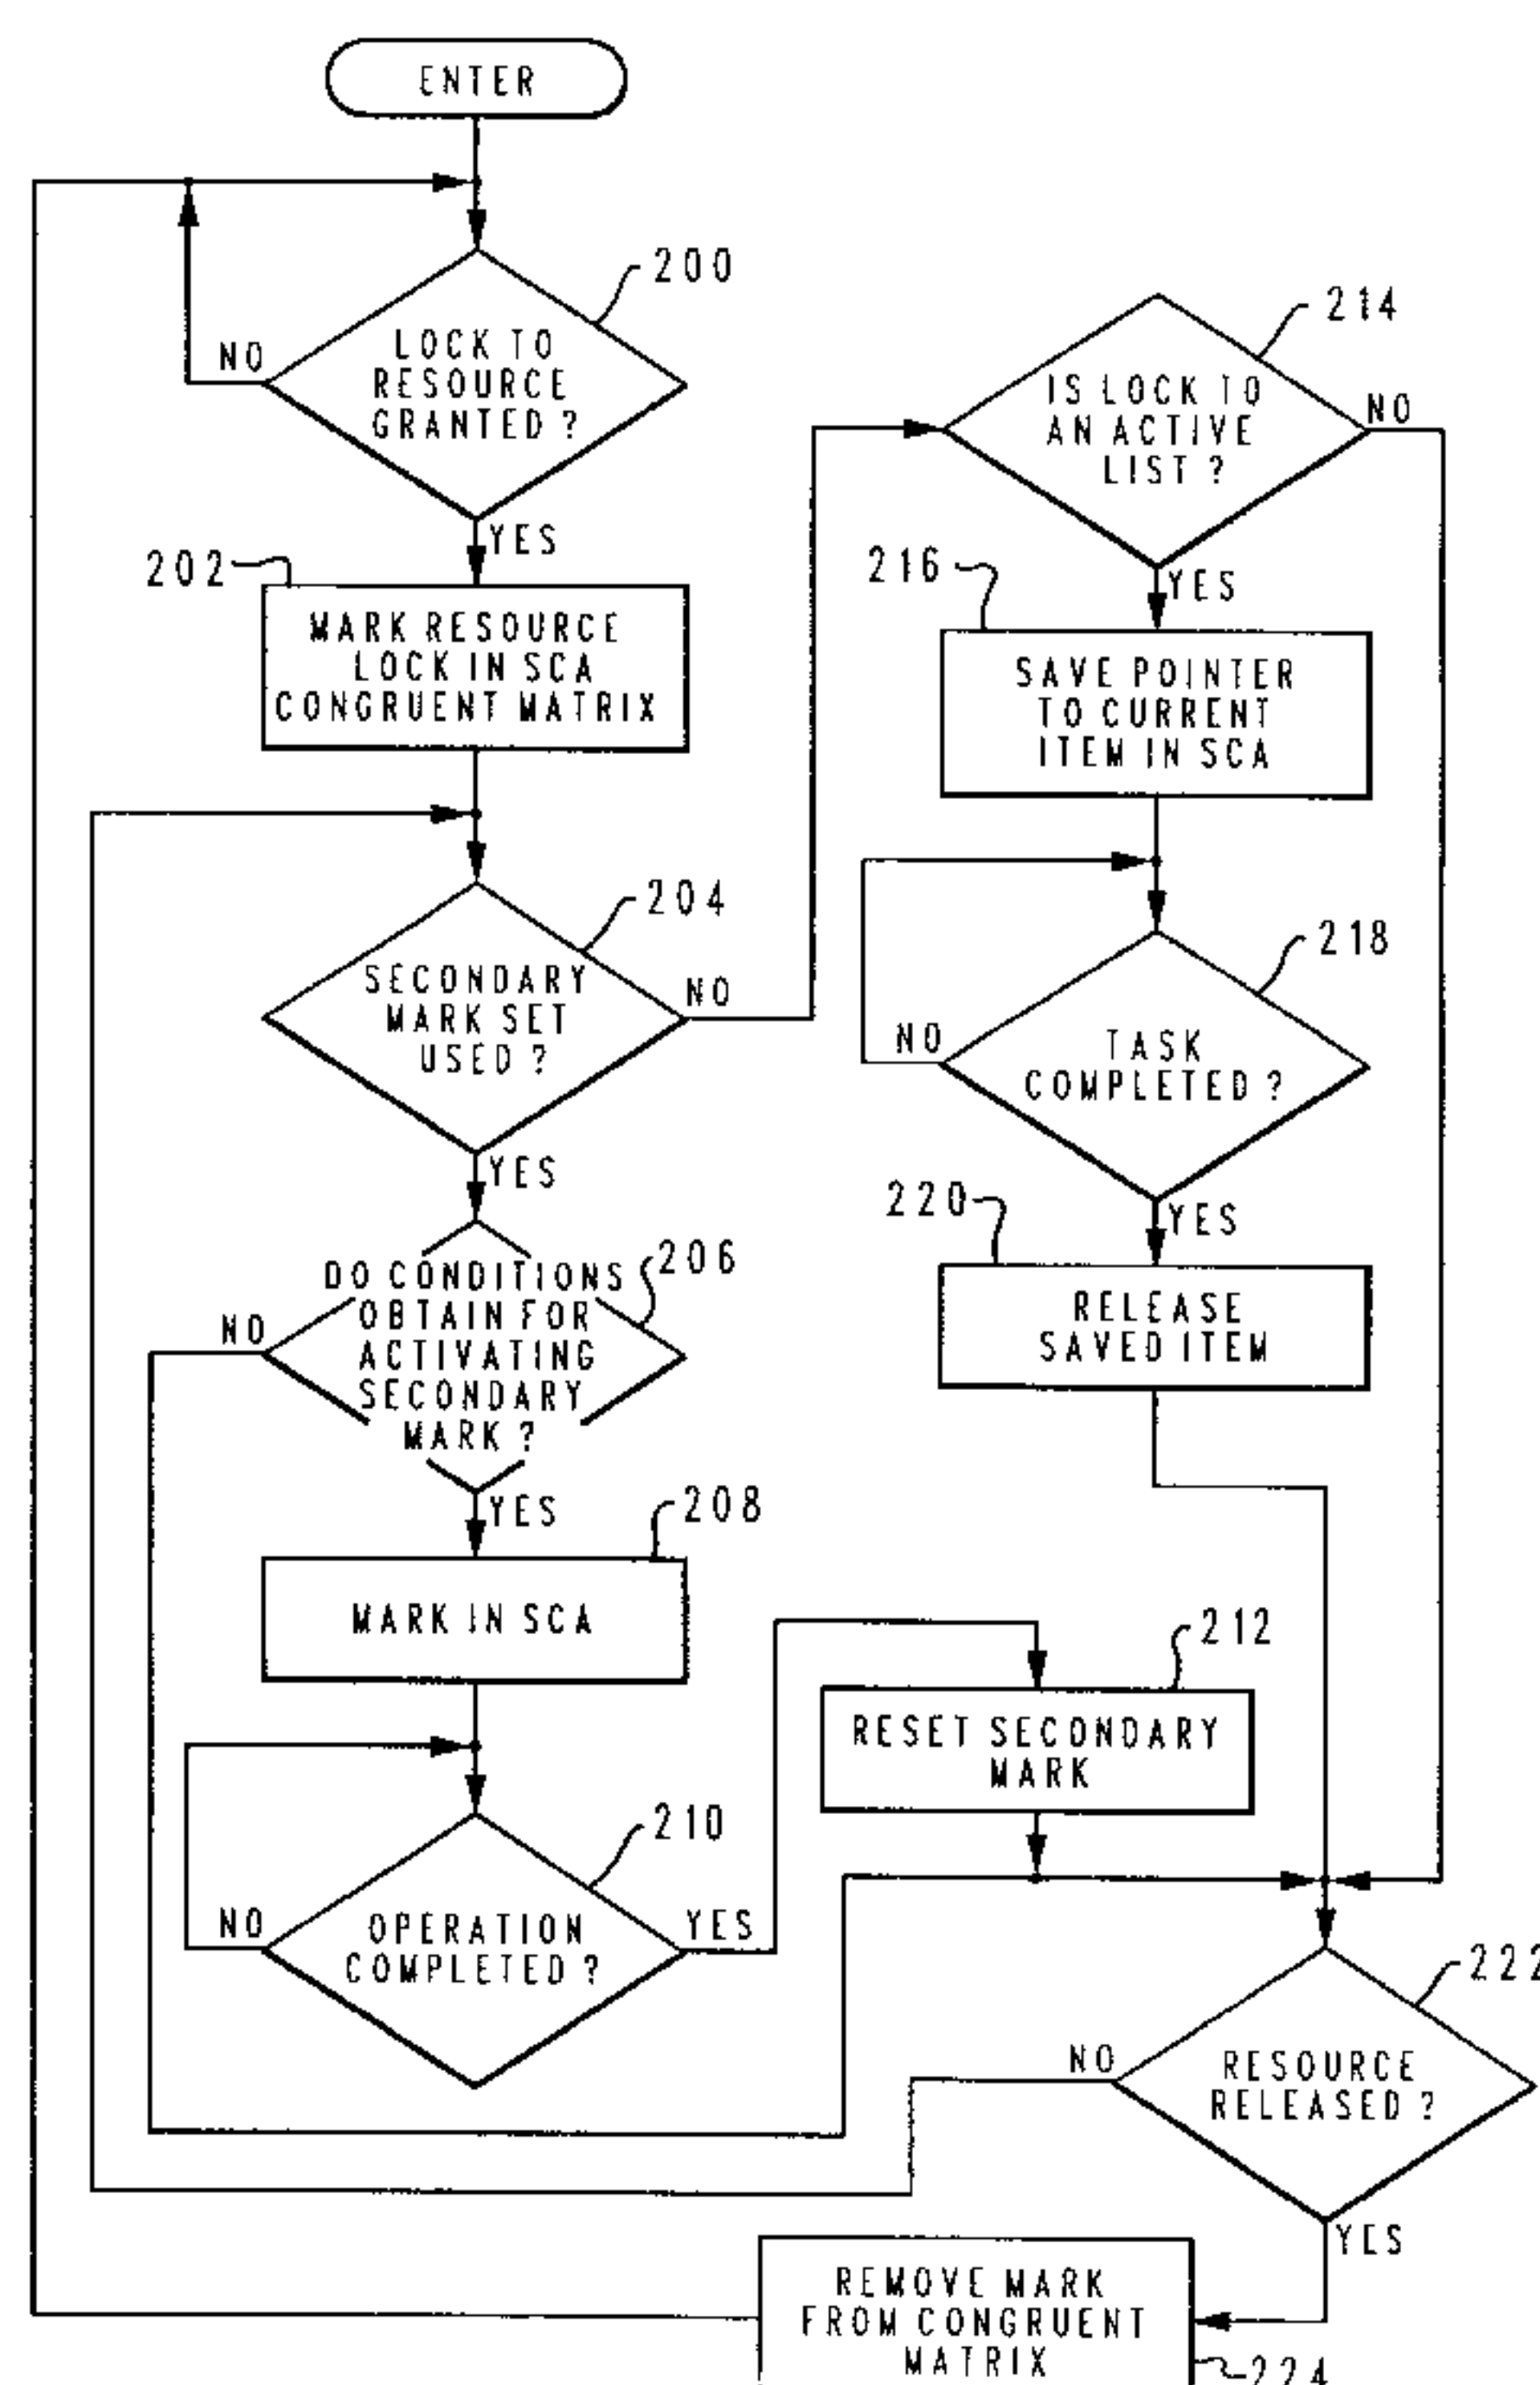 ENTER
200
LOCK TO
RESOURCE
GRANTED ?
NO
YES
202
MARK RESOURCE
LOCK IN SCA
CONGRUENT MATRIX
204
SECONDARY
MARK SET
USED ?
NO
YES
206
DO CONDITIONS
OBTAIN FOR
ACTIVATING
SECONDARY
MARK ?
NO
YES
208
MARK IN SCA
210
OPERATION
COMPLETED ?
NO
YES
212
RESET SECONDARY
MARK
214
IS LOCK TO
AN ACTIVE
LIST ?
NO
YES
216
SAVE POINTER
TO CURRENT
ITEM IN SCA
218
TASK
COMPLETED ?
NO
YES
220
RELEASE
SAVED ITEM
222
RESOURCE
RELEASED ?
NO
YES
REMOVE MARK
FROM CONGRUENT
MATRIX
224